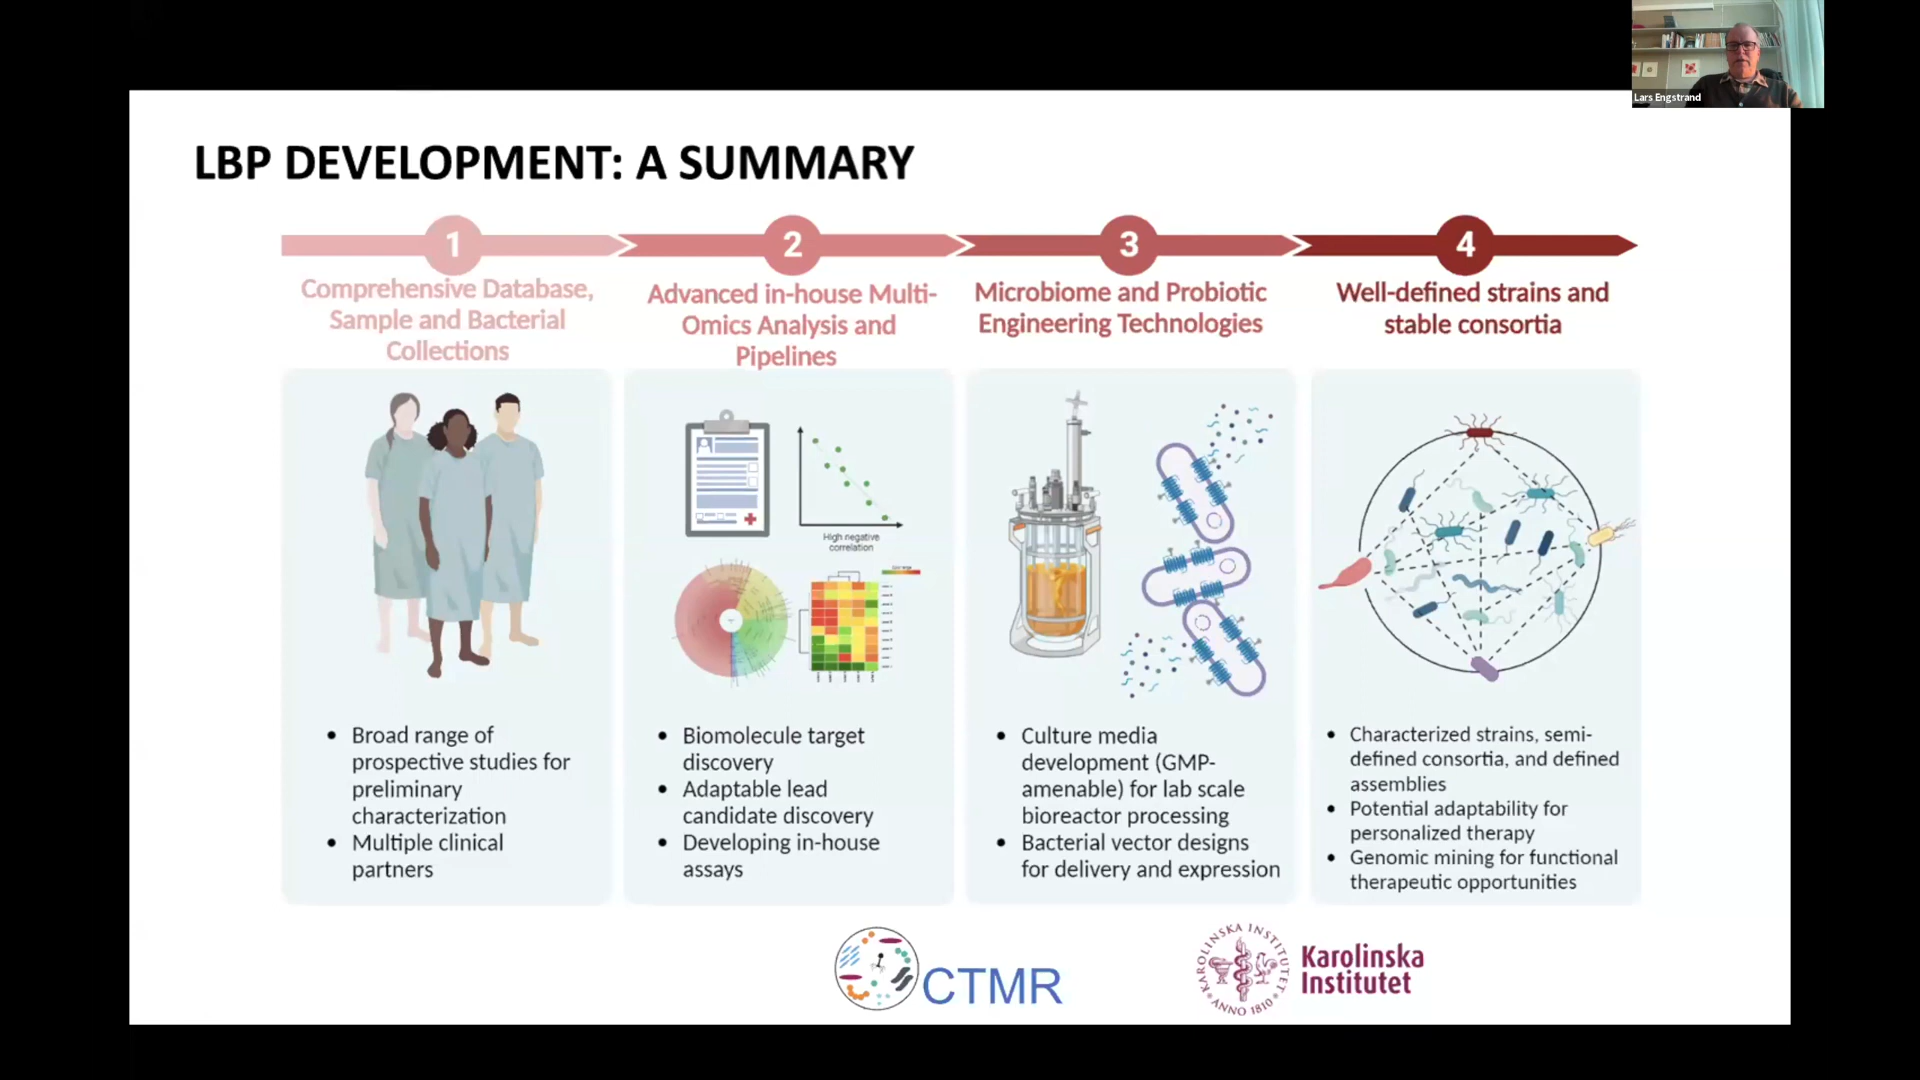 Lars Engstrand
LBP DEVELOPMENT: A SUMMARY
1
Comprehensive Database,
Sample and Bacterial
Collections
2
Advanced in-house Multi-
Omics Analysis and
Pipelines
3
Microbiome and Probiotic
Engineering Technologies
4
Well-defined strains and
stable consortia
High negative
correlation
• Broad range of
prospective studies for
preliminary
characterization
• Multiple clinical
partners
• Biomolecule target
discovery
• Adaptable lead
candidate discovery
• Developing in-house
assays
• Culture media
development (GMP-
amenable) for lab scale
bioreactor processing
• Bacterial vector designs
for delivery and expression
• Characterized strains, semi-
defined consortia, and defined
assemblies
• Potential adaptability for
personalized therapy
• Genomic mining for functional
therapeutic opportunities
CTMR
KAROLINSKA INSTITUTET
ANNO 1810
Karolinska
Institutet